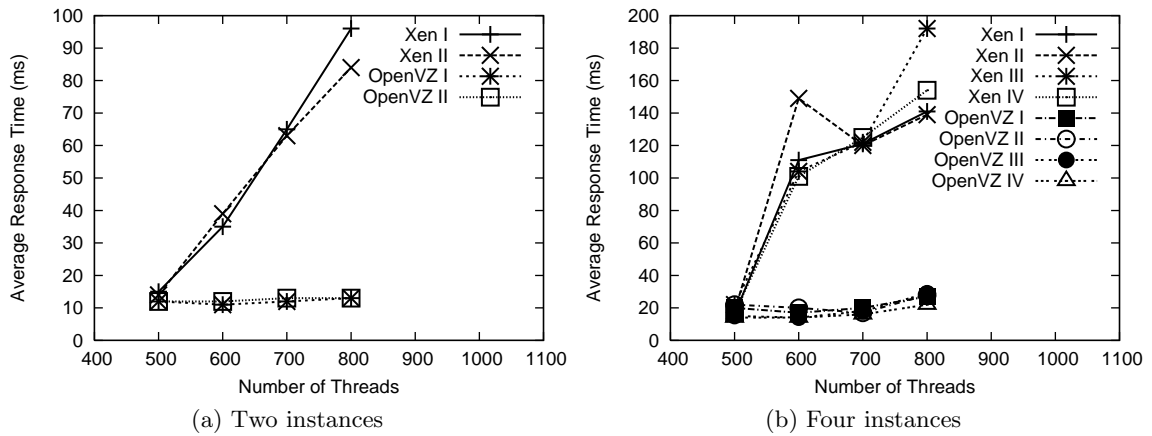 100
90
80
70
60
50
40
30
20
10
0
400 500 600 700 800 900 1000 1100
Average Response Time (ms)
Number of Threads
Xen I
Xen II
OpenVZ I
OpenVZ II
(a) Two instances
200
180
160
140
120
100
80
60
40
20
0
400 500 600 700 800 900 1000 1100
Average Response Time (ms)
Number of Threads
Xen I
Xen II
Xen III
Xen IV
OpenVZ I
OpenVZ II
OpenVZ III
OpenVZ IV
(b) Four instances